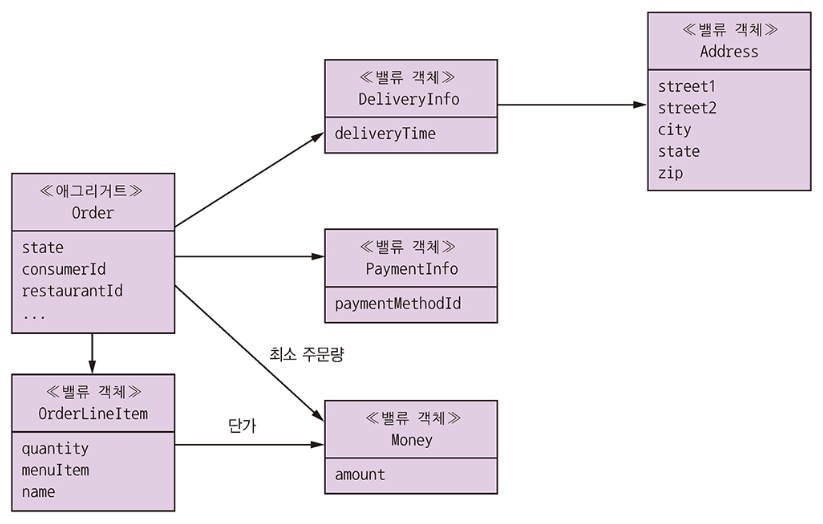 ≪밸류 객체≫
Address
street1
street2
city
state
zip
≪밸류 객체≫
DeliveryInfo
deliveryTime
≪애그리거트≫
Order
state
consumerId
restaurantId
...
≪밸류 객체≫
PaymentInfo
paymentMethodId
최소 주문량
≪밸류 객체≫
OrderLineItem
quantity
menuItem
name
단가
≪밸류 객체≫
Money
amount